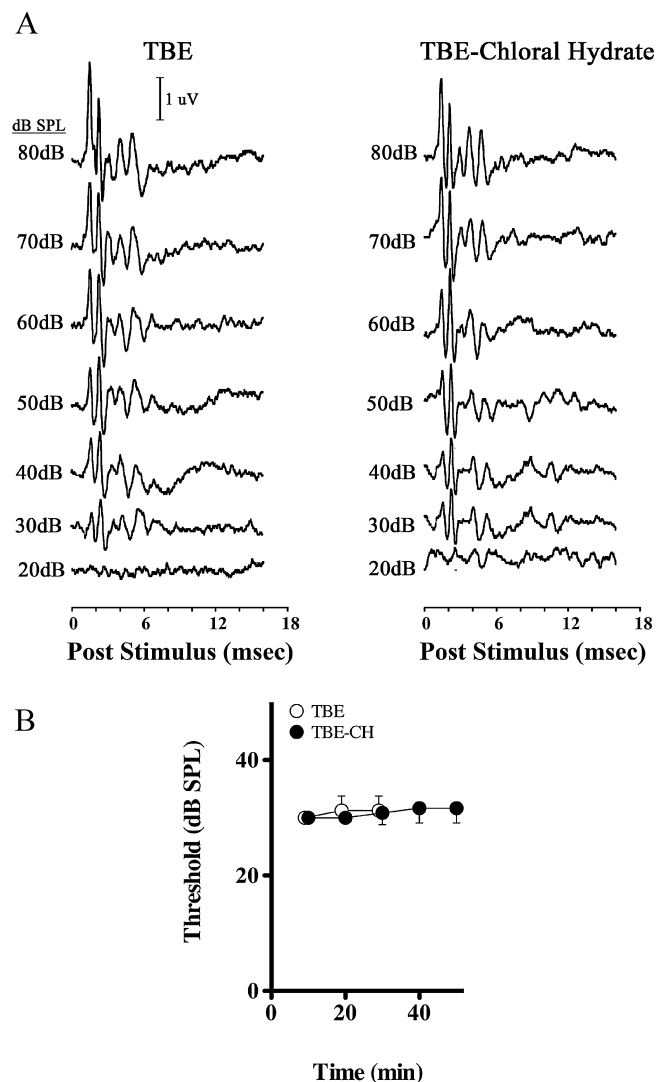 A
TBE
TBE-Chloral Hydrate
1 uV
dB SPL
80dB
70dB
60dB
50dB
40dB
30dB
20dB
0 6 12 18
Post Stimulus (msec)
80dB
70dB
60dB
50dB
40dB
30dB
20dB
0 6 12 18
Post Stimulus (msec)
B
TBE
TBE-CH
Threshold (dB SPL)
40
20
0
0 20 40
Time (min)